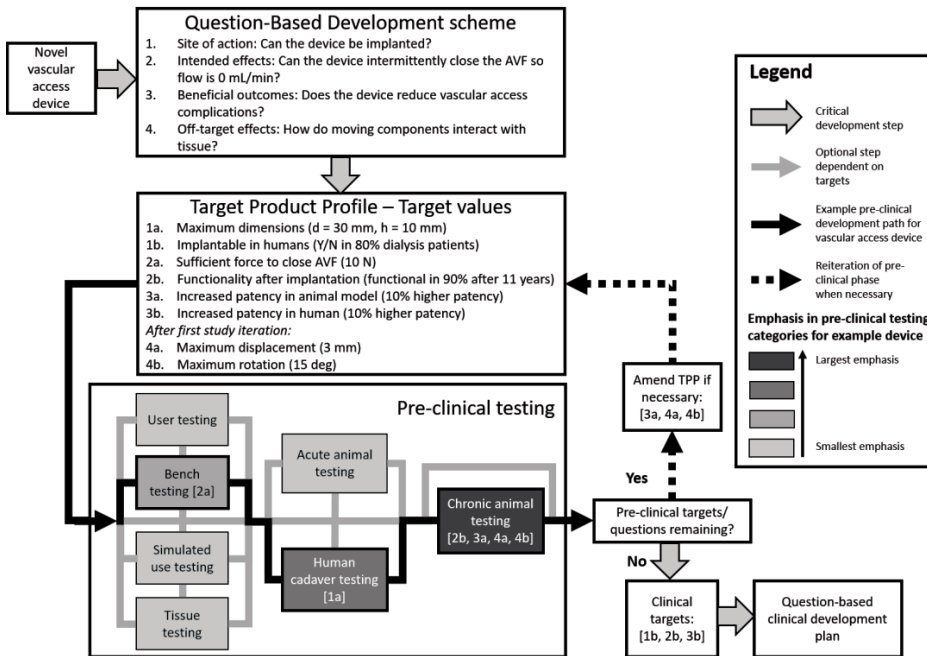 Novel
vascular
access
device
Question-Based Development scheme
1. Site of action: Can the device be implanted?
2. Intended effects: Can the device intermittently close the AVF so
flow is 0 mL/min?
3. Beneficial outcomes: Does the device reduce vascular access
complications?
4. Off-target effects: How do moving components interact with
tissue?
Target Product Profile – Target values
1a. Maximum dimensions (d = 30 mm, h = 10 mm)
1b. Implantable in humans (Y/N in 80% dialysis patients)
2a. Sufficient force to close AVF (10 N)
2b. Functionality after implantation (functional in 90% after 11 years)
3a. Increased patency in animal model (10% higher patency)
3b. Increased patency in human (10% higher patency)
After first study iteration:
4a. Maximum displacement (3 mm)
4b. Maximum rotation (15 deg)
Pre-clinical testing
User testing
Bench
testing [2a]
Simulated
use testing
Tissue
testing
Acute animal
testing
Human
cadaver testing
[1a]
Chronic animal
testing
[2b, 3a, 4a, 4b]
Pre-clinical targets/
questions remaining?
Yes
Amend TPP if
necessary:
[3a, 4a, 4b]
No
Clinical
targets:
[1b, 2b, 3b]
Question-based
clinical development
plan
Legend
Critical
development step
Optional step
dependent on
targets
Example pre-clinical
development path for
vascular access device
Reiteration of pre-
clinical phase
when necessary
Emphasis in pre-clinical testing
categories for example device
Largest emphasis
Smallest emphasis